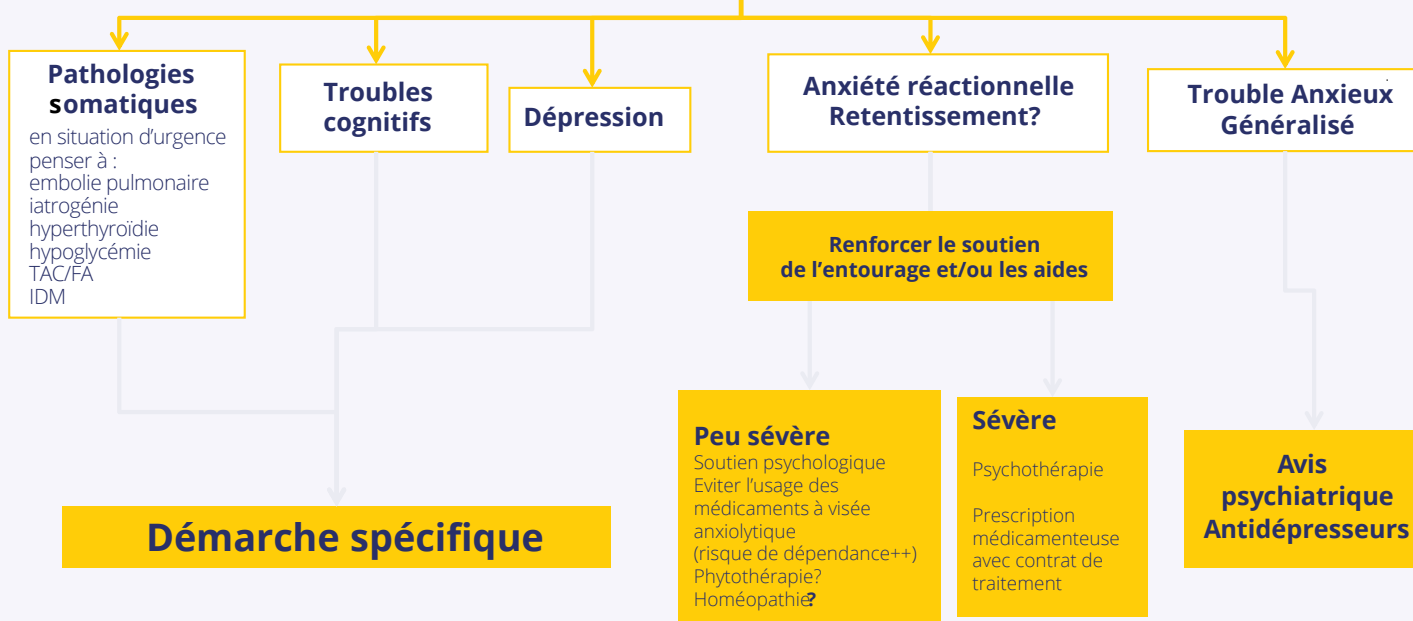 Pathologies
somatiques
en situation d'urgence
penser à :
embolie pulmonaire
iatrogénie
hyperthyroïdie
hypoglycémie
TAC/FA
IDM
Troubles
cognitifs
Dépression
Anxiété réactionnelle
Retentissement?
Trouble Anxieux
Généralisé
Renforcer le soutien
de l'entourage et/ou les aides
Démarche spécifique
Peu sévère
Soutien psychologique
Eviter l'usage des
médicaments à visée
anxiolytique
(risque de dépendance++)
Phytothérapie?
Homéopathie?
Sévère
Psychothérapie
Prescription
médicamenteuse
avec contrat de
traitement
Avis
psychiatrique
Antidépresseurs